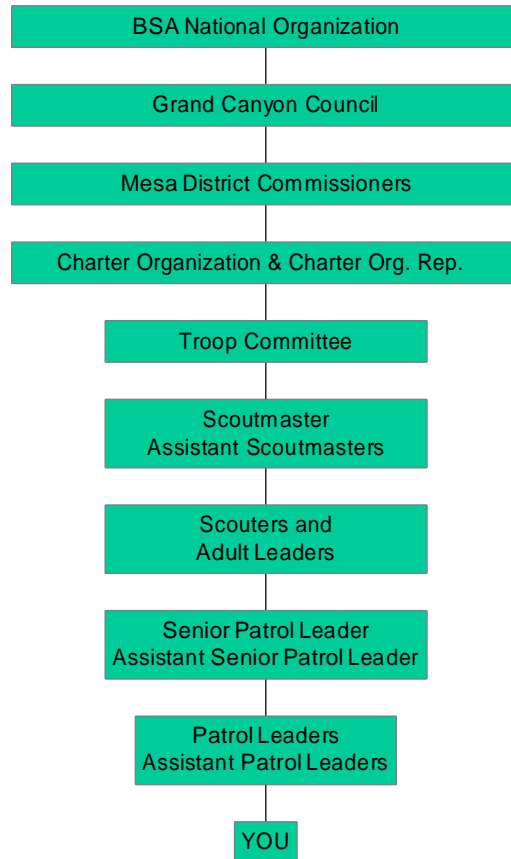 BSA National Organization
Grand Canyon Council
Mesa District Commissioners
Charter Organization & Charter Org. Rep.
Troop Committee
Scoutmaster
Assistant Scoutmasters
Scouters and
Adult Leaders
Senior Patrol Leader
Assistant Senior Patrol Leader
Patrol Leaders
Assistant Patrol Leaders
YOU